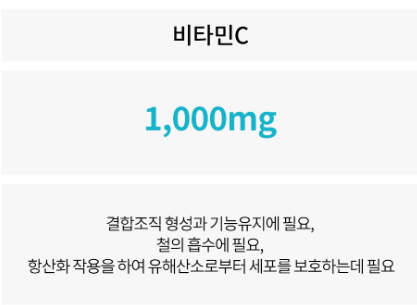 비타민C
1,000mg
결합조직 형성과 기능유지에 필요,
철의 흡수에 필요,
항산화 작용을 하여 유해산소로부터 세포를 보호하는데 필요